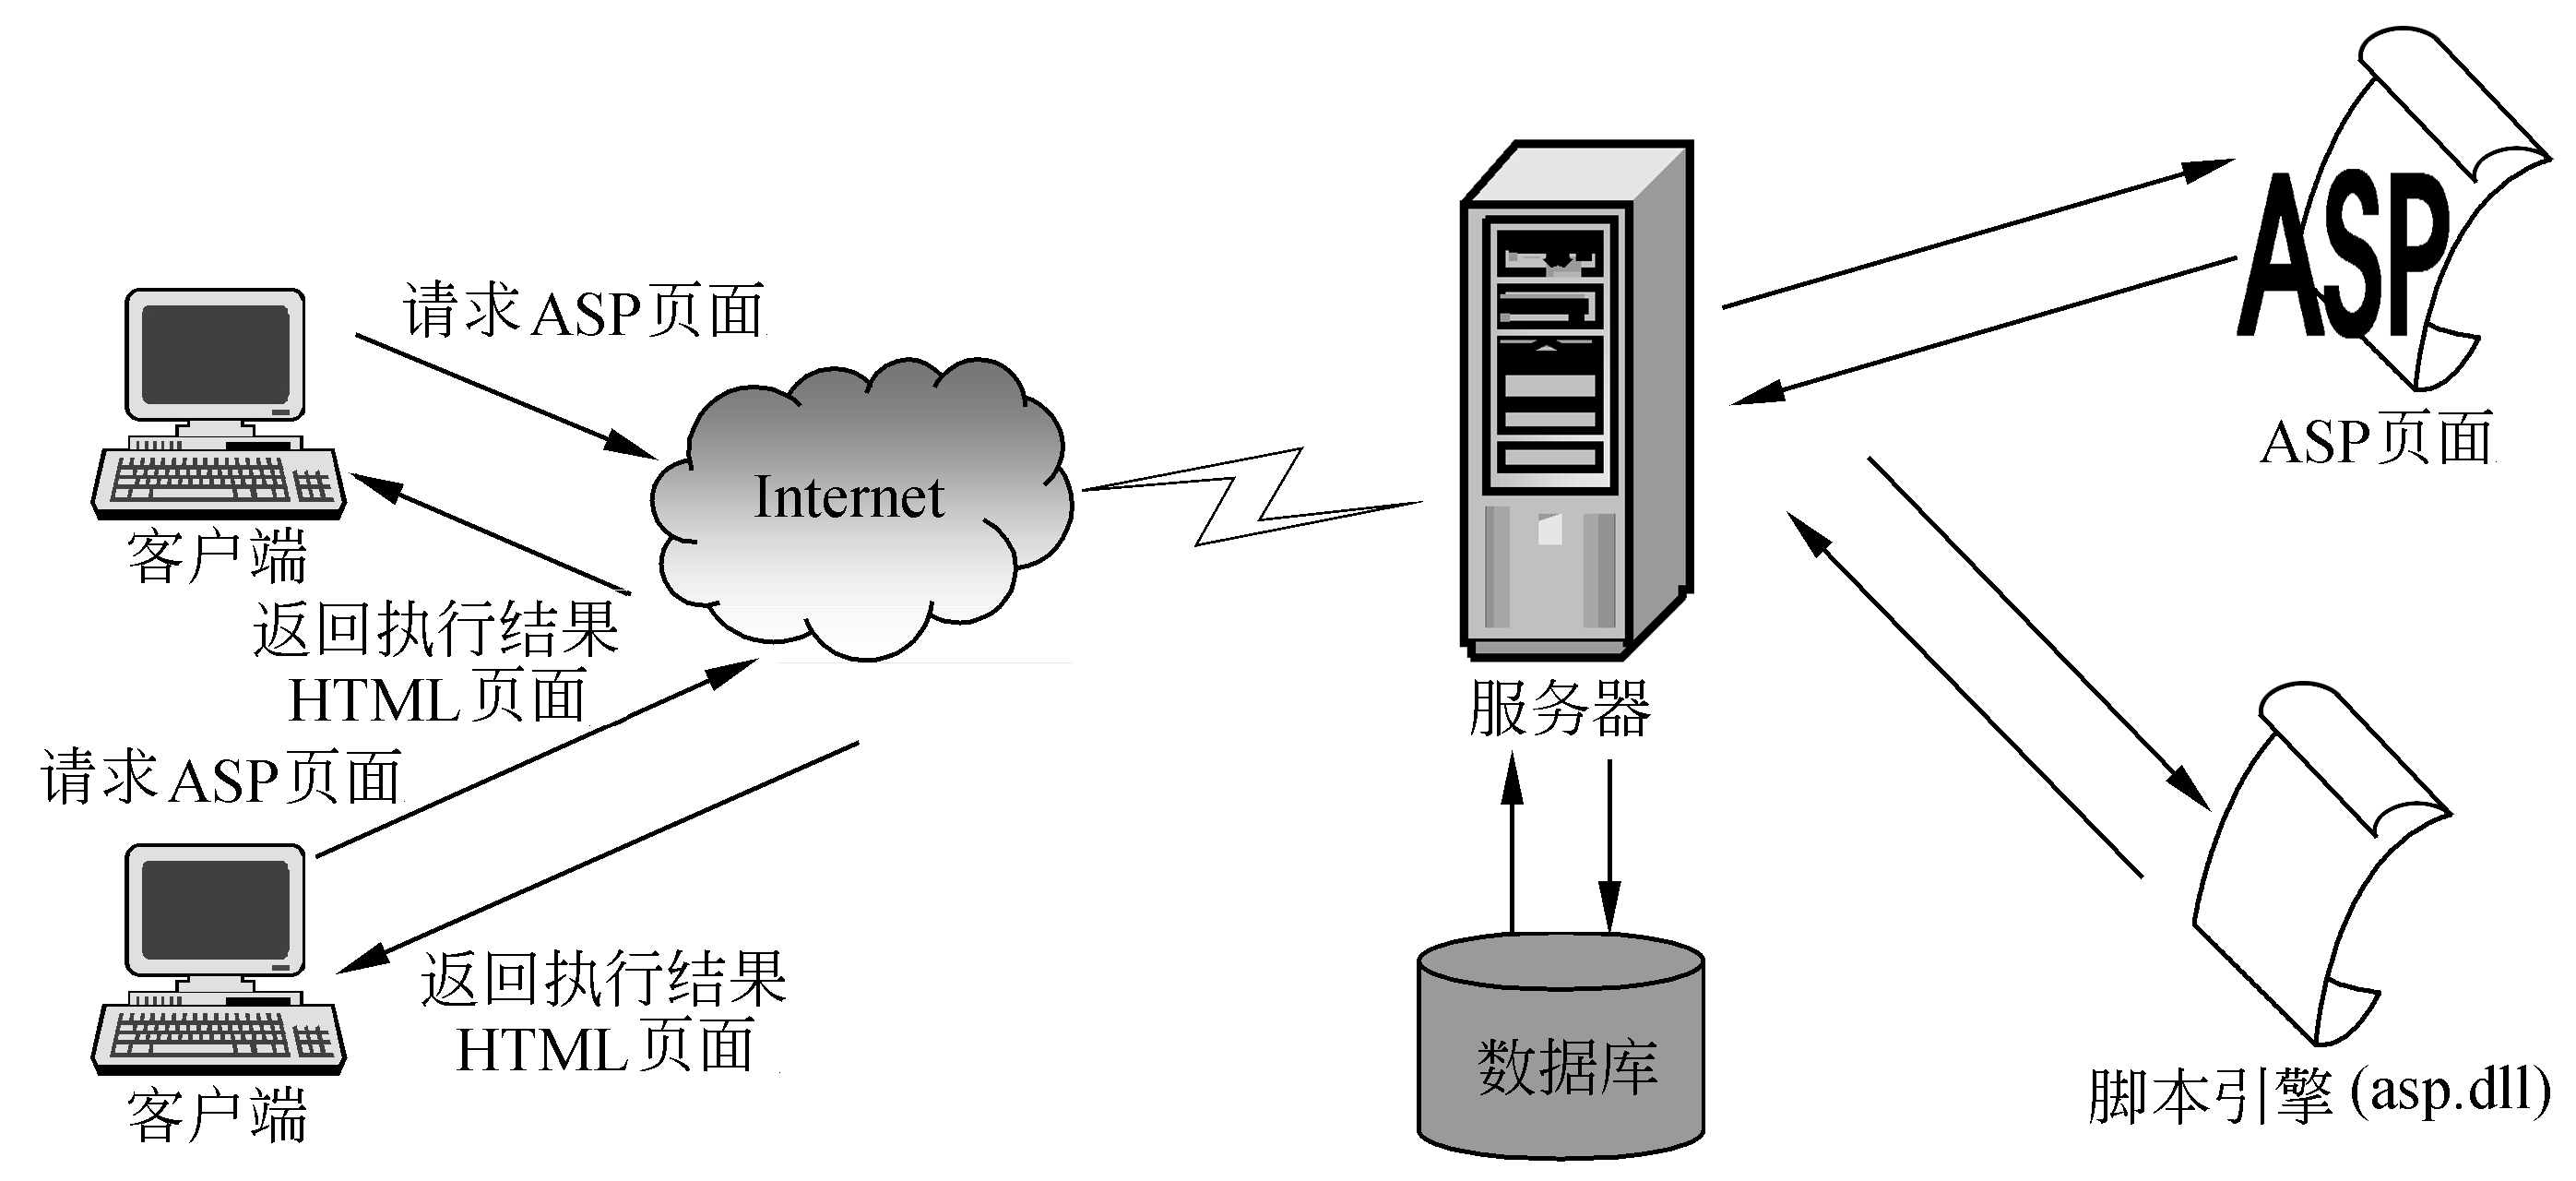 请求ASP页面
Internet
客户端
返回执行结果
HTML页面
请求ASP页面
客户端
返回执行结果
HTML页面
服务器
数据库
ASP
ASP页面
脚本引擎(asp.dll)